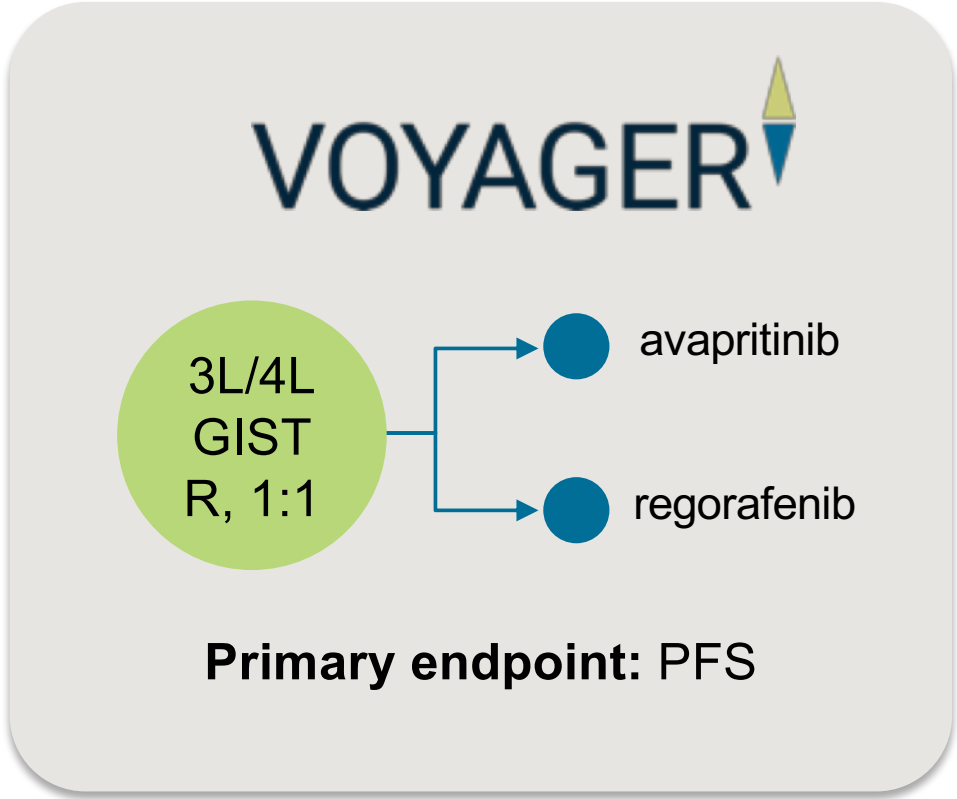 VOYAGER
3L/4L
GIST
R, 1:1
avapritinib
regorafenib
Primary endpoint: PFS